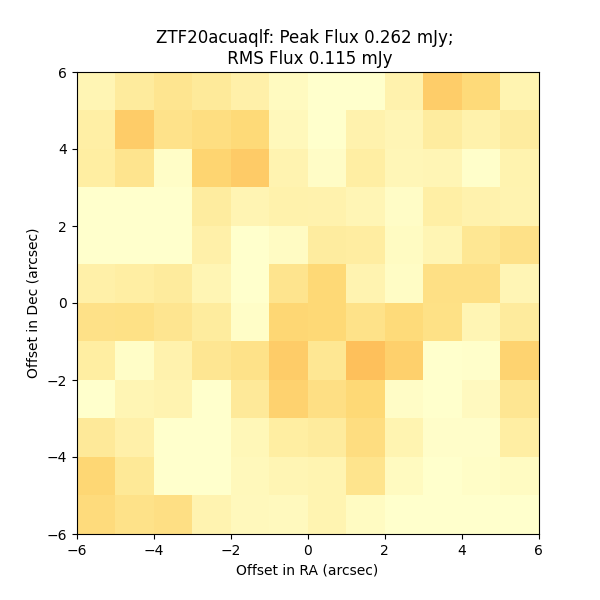 ZTF20acuaqlf: Peak Flux 0.262 mJy;
RMS Flux 0.115 mJy
6
4
2
0
−2
−4
−6
Offset in Dec (arcsec)
−6 −4 −2 0 2 4 6
Offset in RA (arcsec)